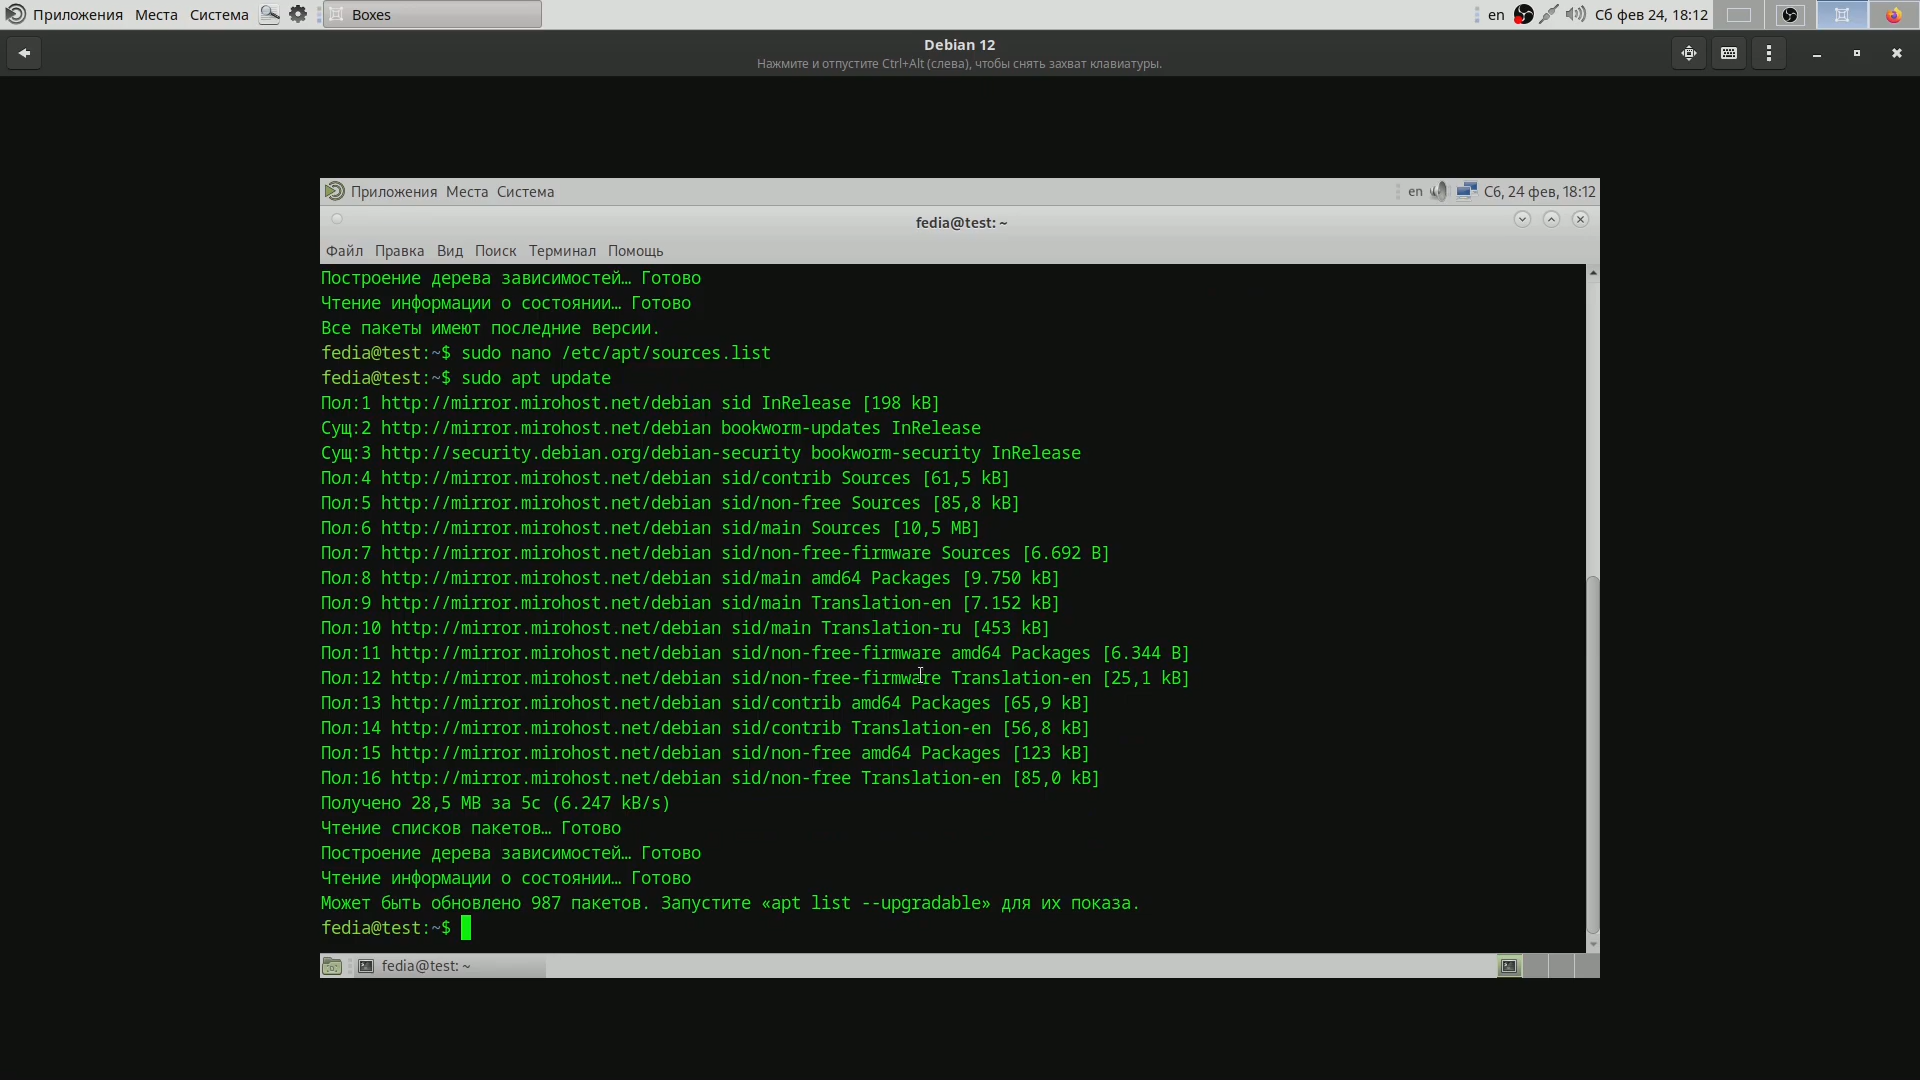 Приложения Места Система Boxes en Сб фев 24, 18:12
Debian 12
Нажмите и отпустите Ctrl+Alt (слева), чтобы снять захват клавиатуры.
Приложения Места Система en Сб, 24 фев, 18:12
fedia@test: ~
Файл Правка Вид Поиск Терминал Помощь
Построение дерева зависимостей… Готово
Чтение информации о состоянии… Готово
Все пакеты имеют последние версии.
fedia@test:~$ sudo nano /etc/apt/sources.list
fedia@test:~$ sudo apt update
Пол:1 http://mirror.mirohost.net/debian sid InRelease [198 kB]
Сущ:2 http://mirror.mirohost.net/debian bookworm-updates InRelease
Сущ:3 http://security.debian.org/debian-security bookworm-security InRelease
Пол:4 http://mirror.mirohost.net/debian sid/contrib Sources [61,5 kB]
Пол:5 http://mirror.mirohost.net/debian sid/non-free Sources [85,8 kB]
Пол:6 http://mirror.mirohost.net/debian sid/main Sources [10,5 MB]
Пол:7 http://mirror.mirohost.net/debian sid/non-free-firmware Sources [6.692 B]
Пол:8 http://mirror.mirohost.net/debian sid/main amd64 Packages [9.750 kB]
Пол:9 http://mirror.mirohost.net/debian sid/main Translation-en [7.152 kB]
Пол:10 http://mirror.mirohost.net/debian sid/main Translation-ru [453 kB]
Пол:11 http://mirror.mirohost.net/debian sid/non-free-firmware amd64 Packages [6.344 B]
Пол:12 http://mirror.mirohost.net/debian sid/non-free-firmware Translation-en [25,1 kB]
Пол:13 http://mirror.mirohost.net/debian sid/contrib amd64 Packages [65,9 kB]
Пол:14 http://mirror.mirohost.net/debian sid/contrib Translation-en [56,8 kB]
Пол:15 http://mirror.mirohost.net/debian sid/non-free amd64 Packages [123 kB]
Пол:16 http://mirror.mirohost.net/debian sid/non-free Translation-en [85,0 kB]
Получено 28,5 MB за 5с (6.247 kB/s)
Чтение списков пакетов… Готово
Построение дерева зависимостей… Готово
Чтение информации о состоянии… Готово
Может быть обновлено 987 пакетов. Запустите «apt list --upgradable» для их показа.
fedia@test:~$
fedia@test: ~